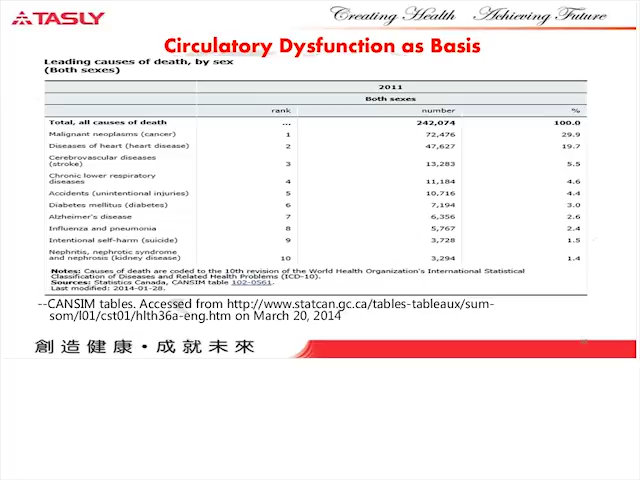 TASLY
Creating Health Achieving Future
Circulatory Dysfunction as Basis
Leading causes of death, by sex
(Both sexes)
2011
Both sexes
rank number %
Total, all causes of death ... 242,074 100.0
Malignant neoplasms (cancer) 1 72,476 29.9
Diseases of heart (heart disease) 2 47,627 19.7
Cerebrovascular diseases
(stroke) 3 13,283 5.5
Chronic lower respiratory
diseases 4 11,184 4.6
Accidents (unintentional injuries) 5 10,716 4.4
Diabetes mellitus (diabetes) 6 7,194 3.0
Alzheimer's disease 7 6,356 2.6
Influenza and pneumonia 8 5,767 2.4
Intentional self-harm (suicide) 9 3,728 1.5
Nephritis, nephrotic syndrome
and nephrosis (kidney disease) 10 3,294 1.4
Notes: Causes of death are coded to the 10th revision of the World Health Organization's International Statistical
Classification of Diseases and Related Health Problems (ICD-10).
Sources: Statistics Canada, CANSIM table 102-0561.
Last modified: 2014-01-28.
--CANSIM tables. Accessed from http://www.statcan.gc.ca/tables-tableaux/sum-
som/l01/cst01/hlth36a-eng.htm on March 20, 2014
創造健康・成就未來